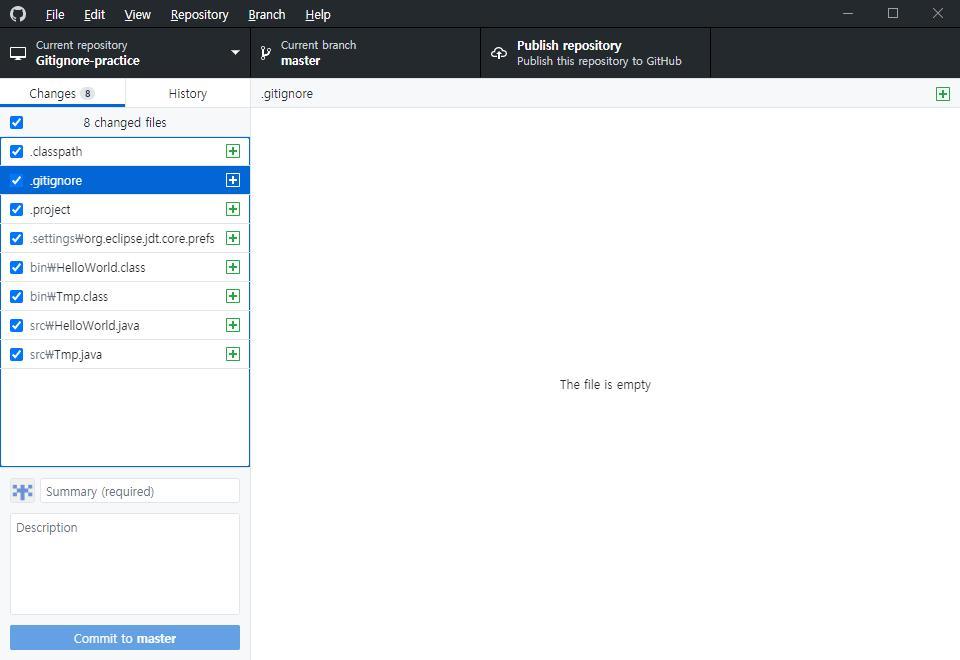 File Edit View Repository Branch Help
Current repository
Gitignore-practice
Current branch
master
Publish repository
Publish this repository to GitHub
Changes 8
History
.gitignore
8 changed files
.classpath
.gitignore
.project
.settings₩org.eclipse.jdt.core.prefs
bin₩HelloWorld.class
bin₩Tmp.class
src₩HelloWorld.java
src₩Tmp.java
The file is empty
Summary (required)
Description
Commit to master